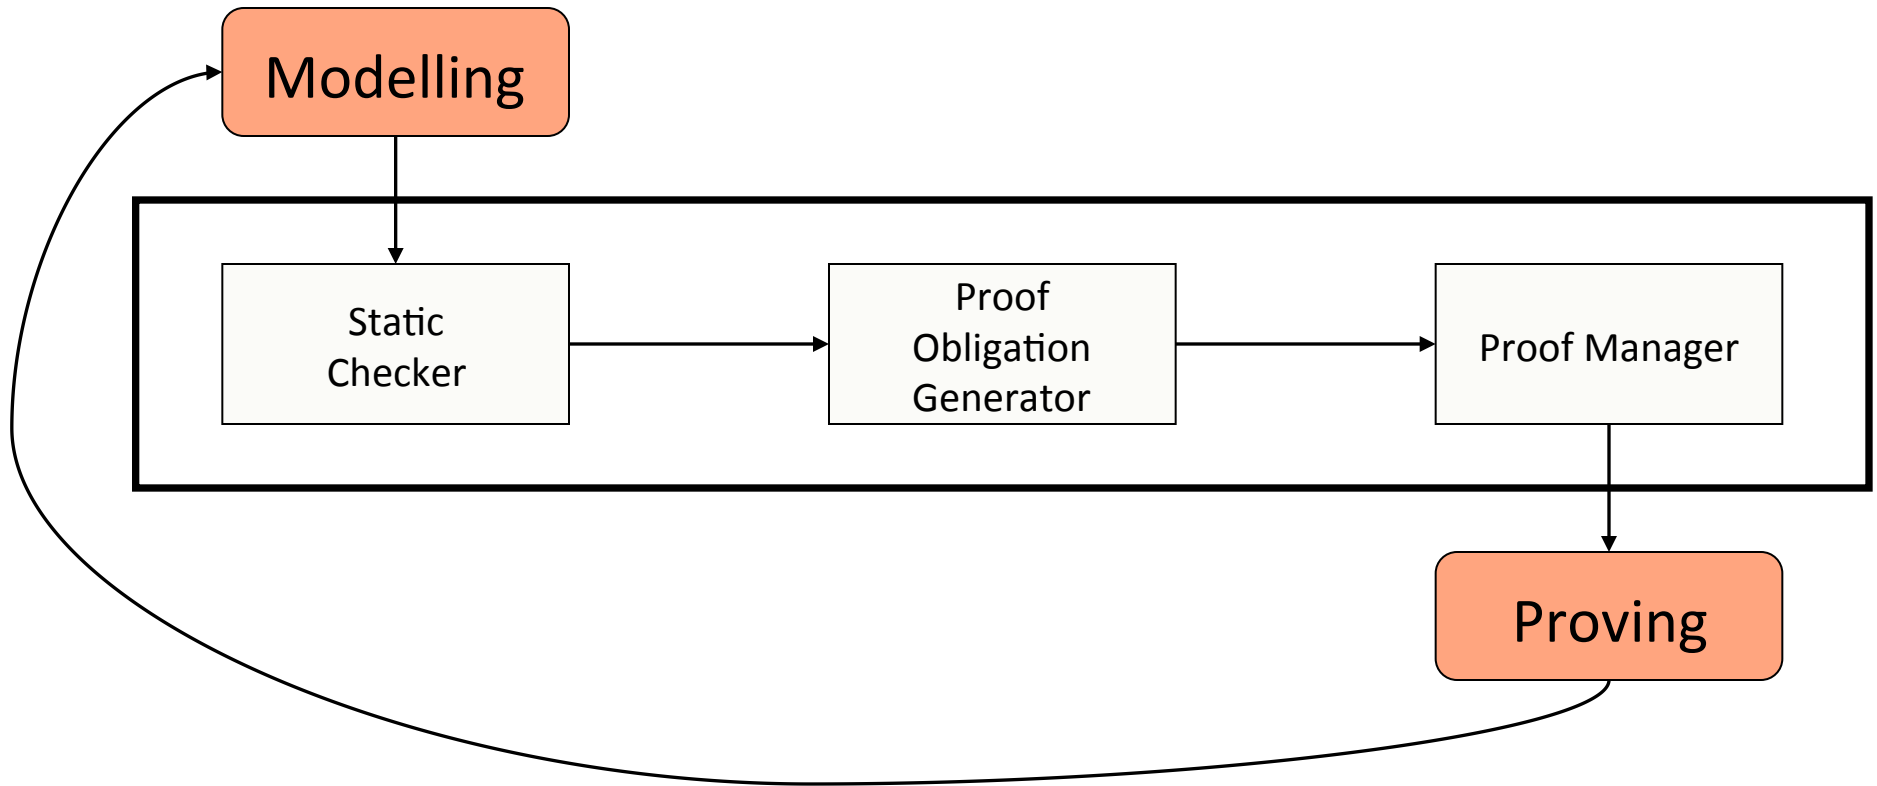 Modelling
Static
Checker
Proof
Obligation
Generator
Proof Manager
Proving